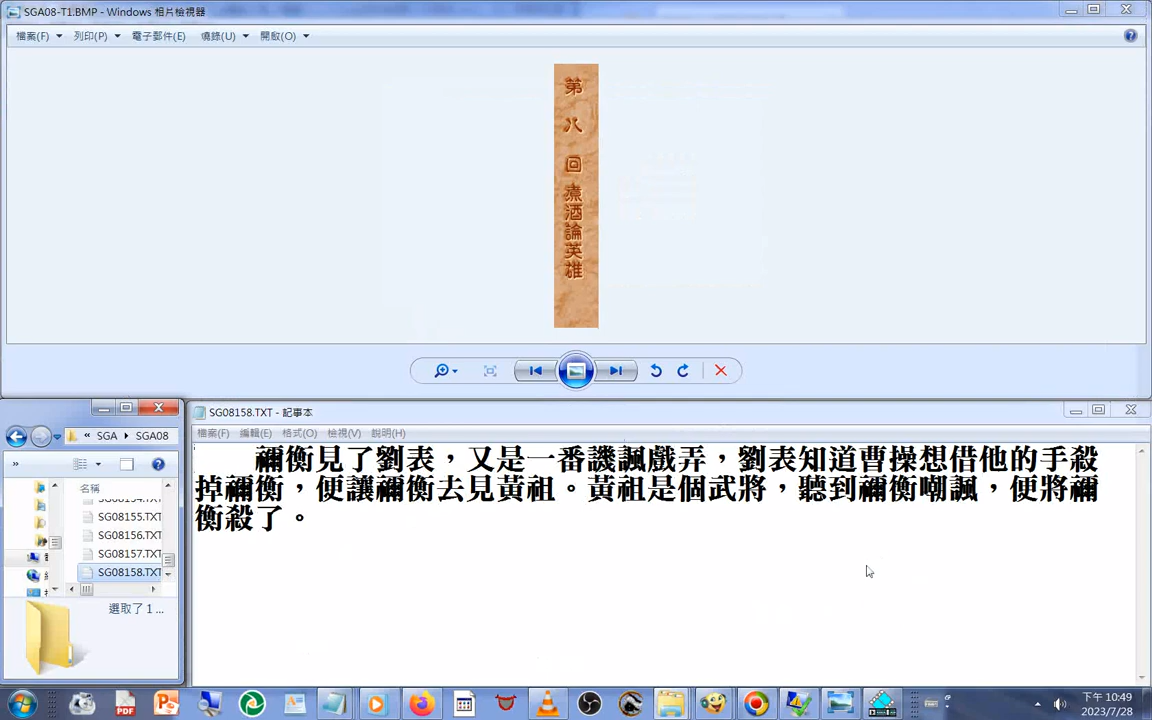 SGA08-T1.BMP - Windows 相片檢視器
檔案(F) 列印(P) 電子郵件(E) 燒錄(U) 開啟(O)
第八回 煮酒論英雄
« SGA ▸ SGA08
»
名稱
SG08155.TXT
SG08156.TXT
SG08157.TXT
SG08158.TXT
選取了 1 ...
SG08158.TXT - 記事本
檔案(F) 編輯(E) 格式(O) 檢視(V) 說明(H)
禰衡見了劉表，又是一番譏諷戲弄，劉表知道曹操想借他的手殺
掉禰衡，便讓禰衡去見黃祖。黃祖是個武將，聽到禰衡嘲諷，便將禰
衡殺了。
下午 10:49
2023/7/28